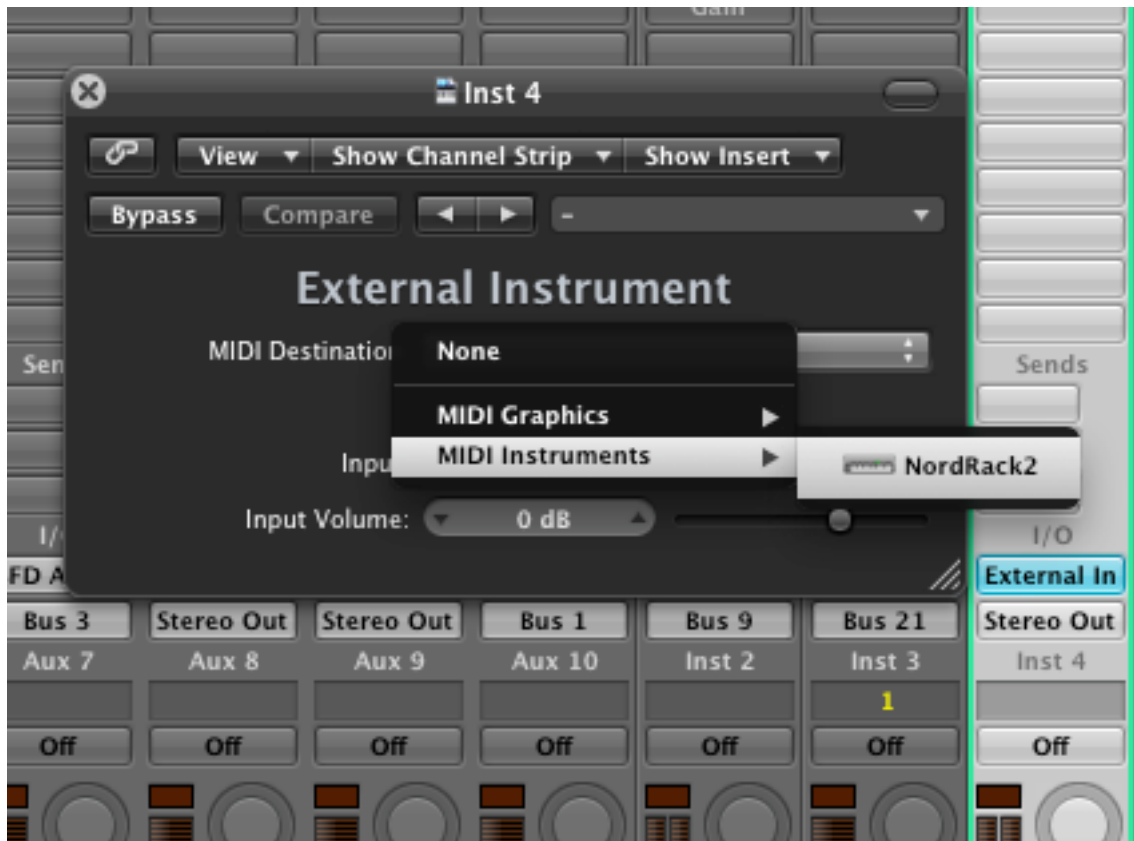 Gain
Inst 4
View
Show Channel Strip
Show Insert
Bypass
Compare
-
External Instrument
MIDI Destination
None
MIDI Graphics
MIDI Instruments
NordRack2
Inpu
Input Volume:
0 dB
Sen
Sends
I/
I/O
FD A
External In
Bus 3
Stereo Out
Stereo Out
Bus 1
Bus 9
Bus 21
Stereo Out
Aux 7
Aux 8
Aux 9
Aux 10
Inst 2
Inst 3
Inst 4
1
Off
Off
Off
Off
Off
Off
Off